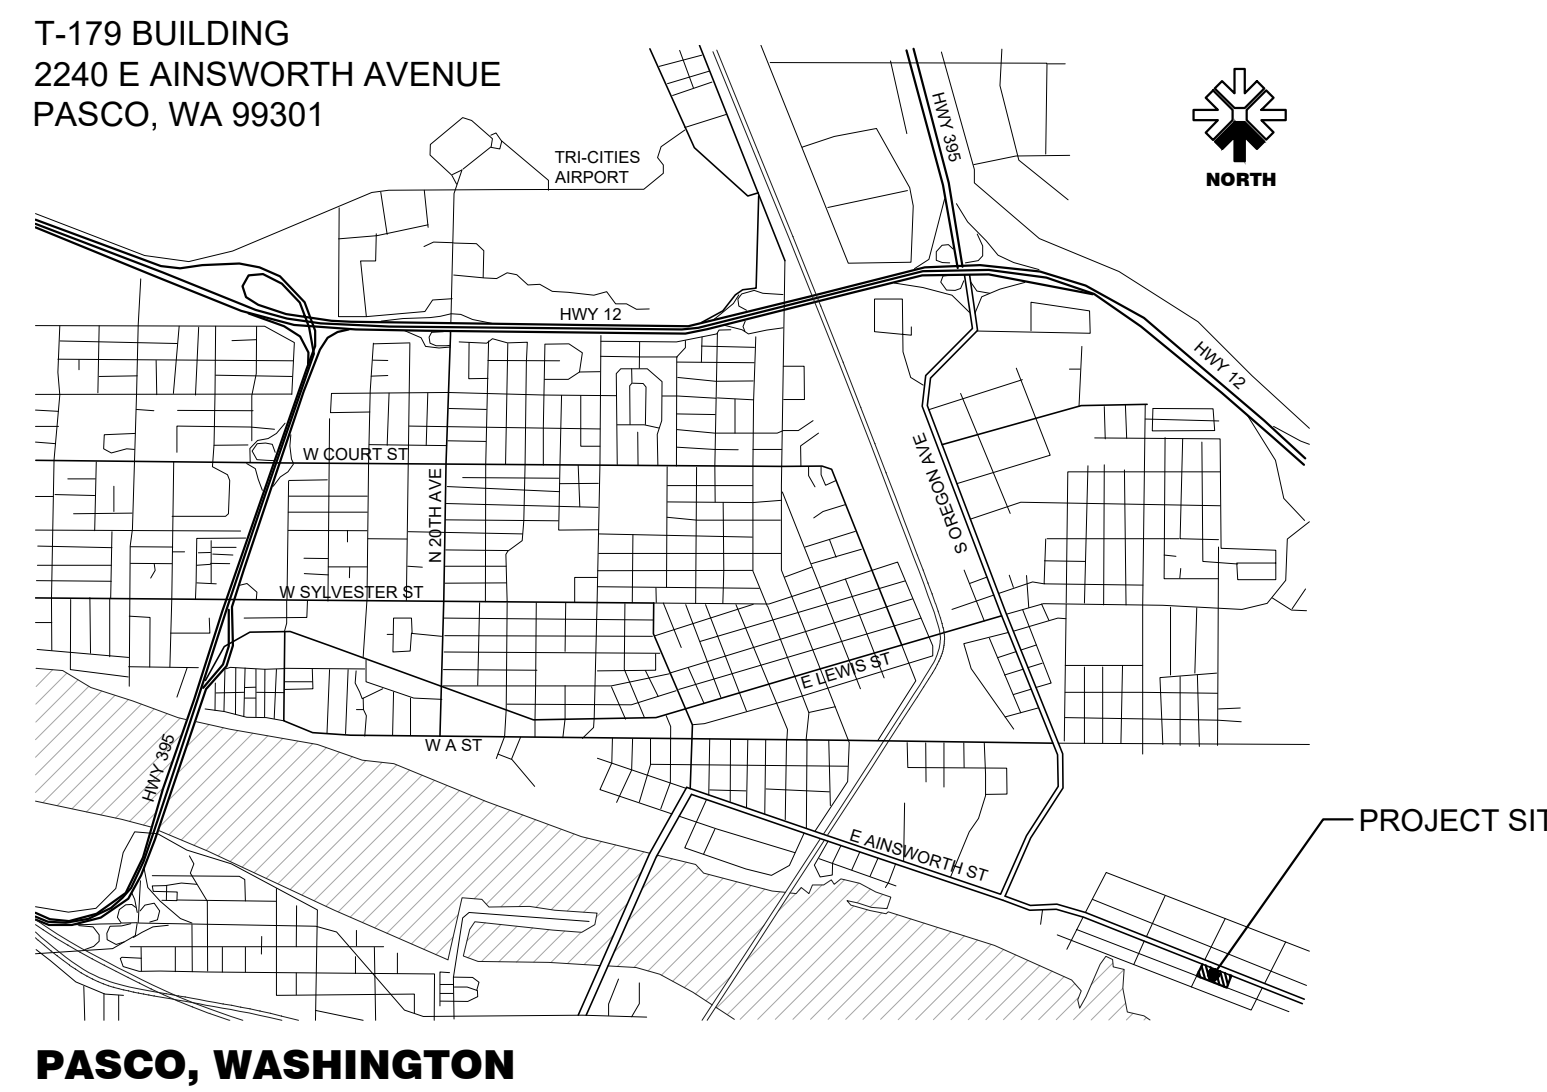 T-179 BUILDING
2240 E AINSWORTH AVENUE
PASCO, WA 99301
HWY 395
NORTH
TRI-CITIES
AIRPORT
HWY 12
HWY 12
W COURT ST
N 20TH AVE
S OREGON AVE
W SYLVESTER ST
E LEWIS ST
W A ST
HWY 395
PROJECT SIT
E AINSWORTH ST
PASCO, WASHINGTON